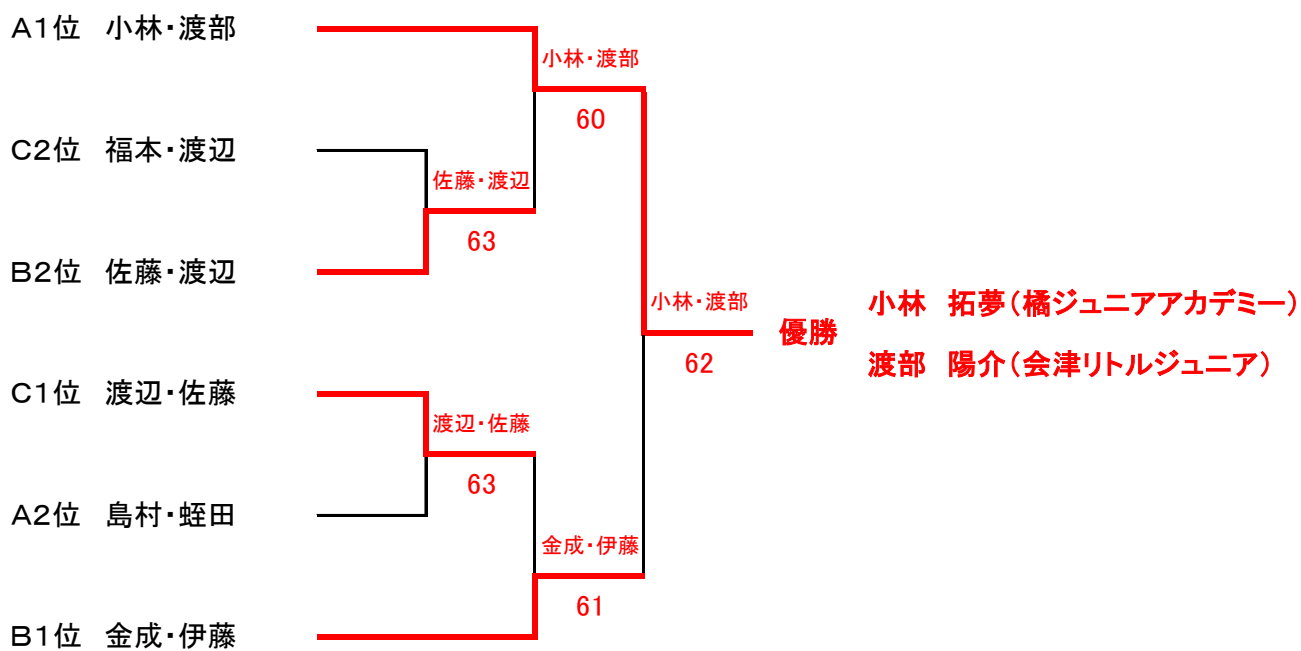 A1位 小林・渡部
小林・渡部
60
C2位 福本・渡辺
佐藤・渡辺
63
B2位 佐藤・渡辺
小林・渡部
62
優勝
小林 拓夢(橘ジュニアアカデミー)
渡部 陽介(会津リトルジュニア)
C1位 渡辺・佐藤
渡辺・佐藤
63
A2位 島村・蛭田
金成・伊藤
61
B1位 金成・伊藤